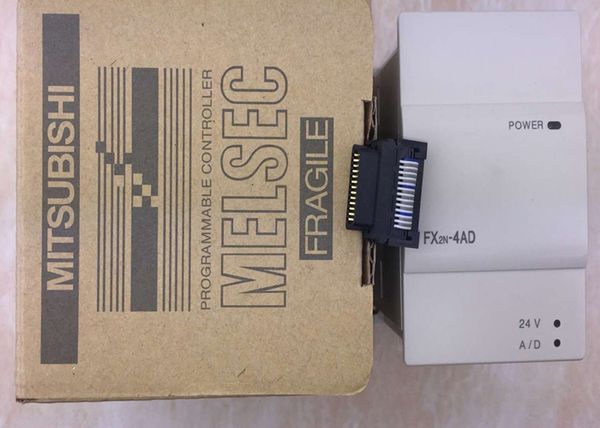 MITSUBISHI
PROGRAMMABLE CONTROLLER
MELSEC
FRAGILE
POWER
FX2N-4AD
24 V
A/D